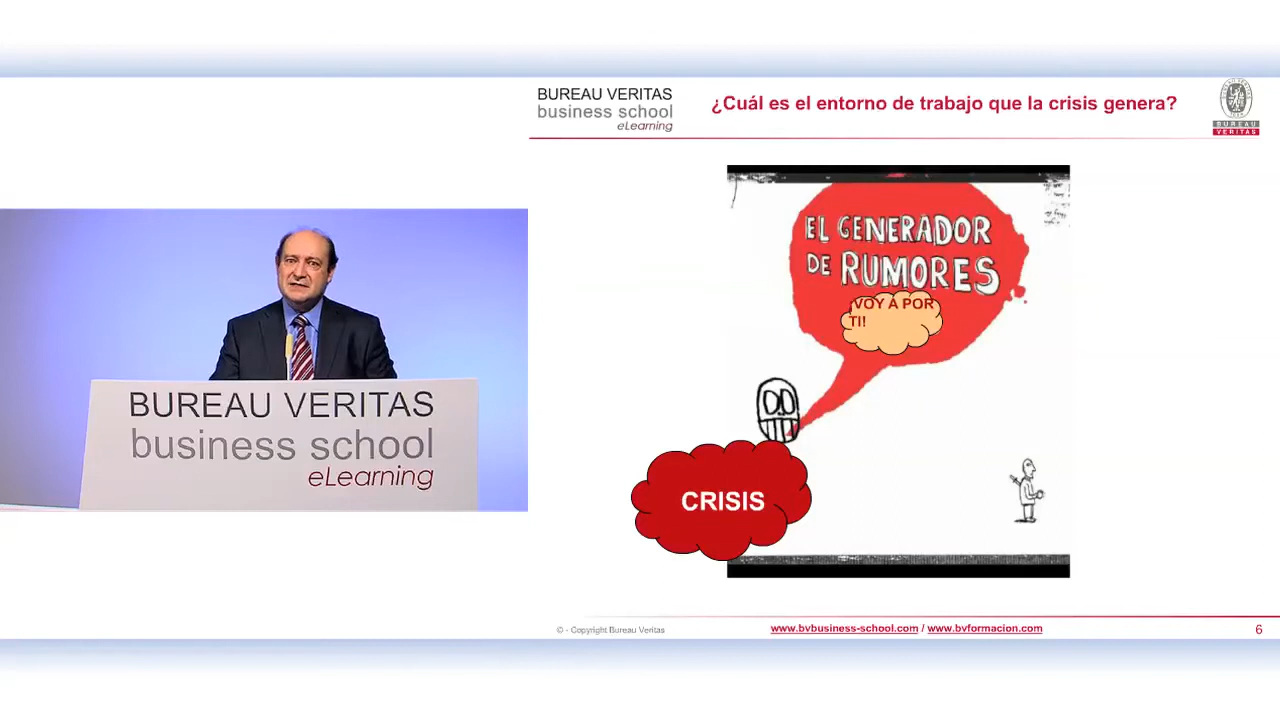 BUREAU VERITAS
business school
eLearning
¿Cuál es el entorno de trabajo que la crisis genera?
BUREAU
VERITAS
EL GENERADOR
DE RUMORES
¡VOY A POR
TI!
CRISIS
BUREAU VERITAS
business school
eLearning
© - Copyright Bureau Veritas
www.bvbusiness-school.com / www.bvformacion.com
6